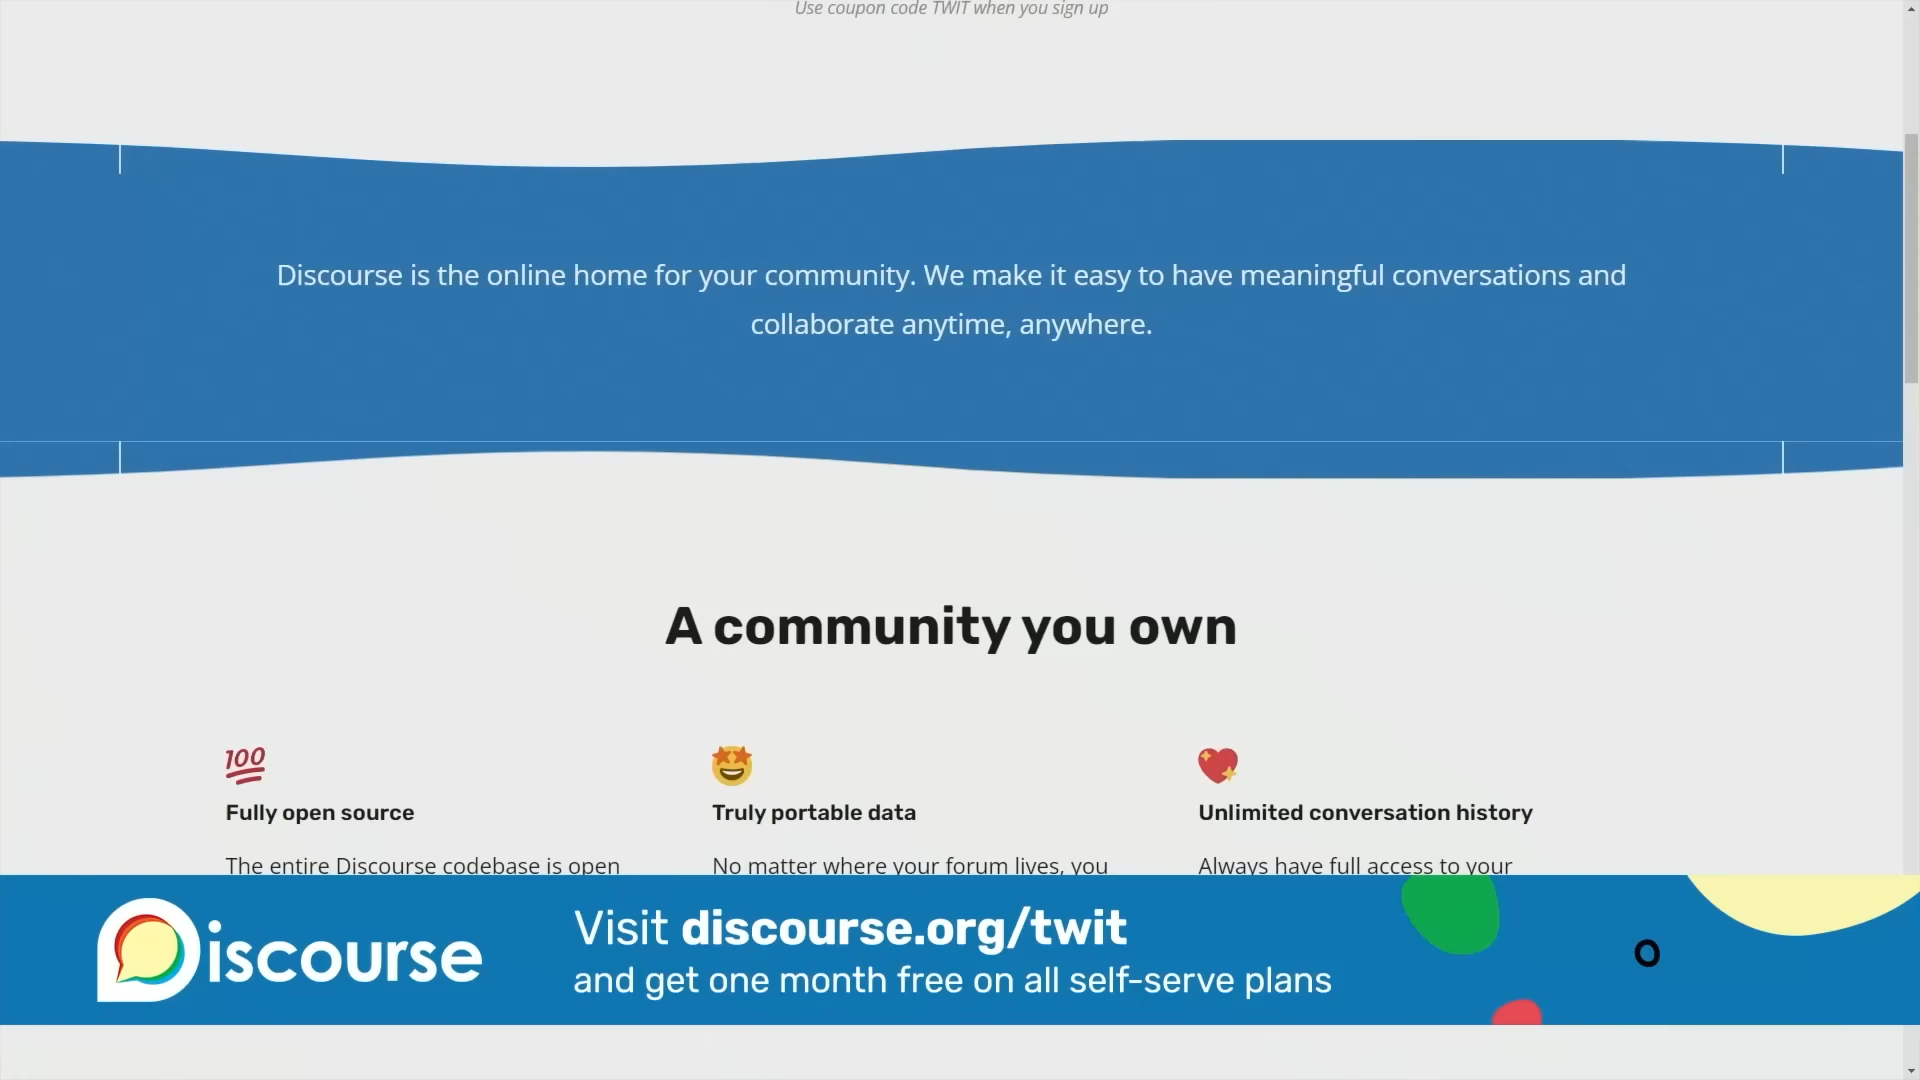 Use coupon code TWIT when you sign up
Discourse is the online home for your community. We make it easy to have meaningful conversations and
collaborate anytime, anywhere.
A community you own
100
Fully open source
Truly portable data
Unlimited conversation history
The entire Discourse codebase is open
No matter where your forum lives, you
Always have full access to your
Discourse
Visit discourse.org/twit
and get one month free on all self-serve plans